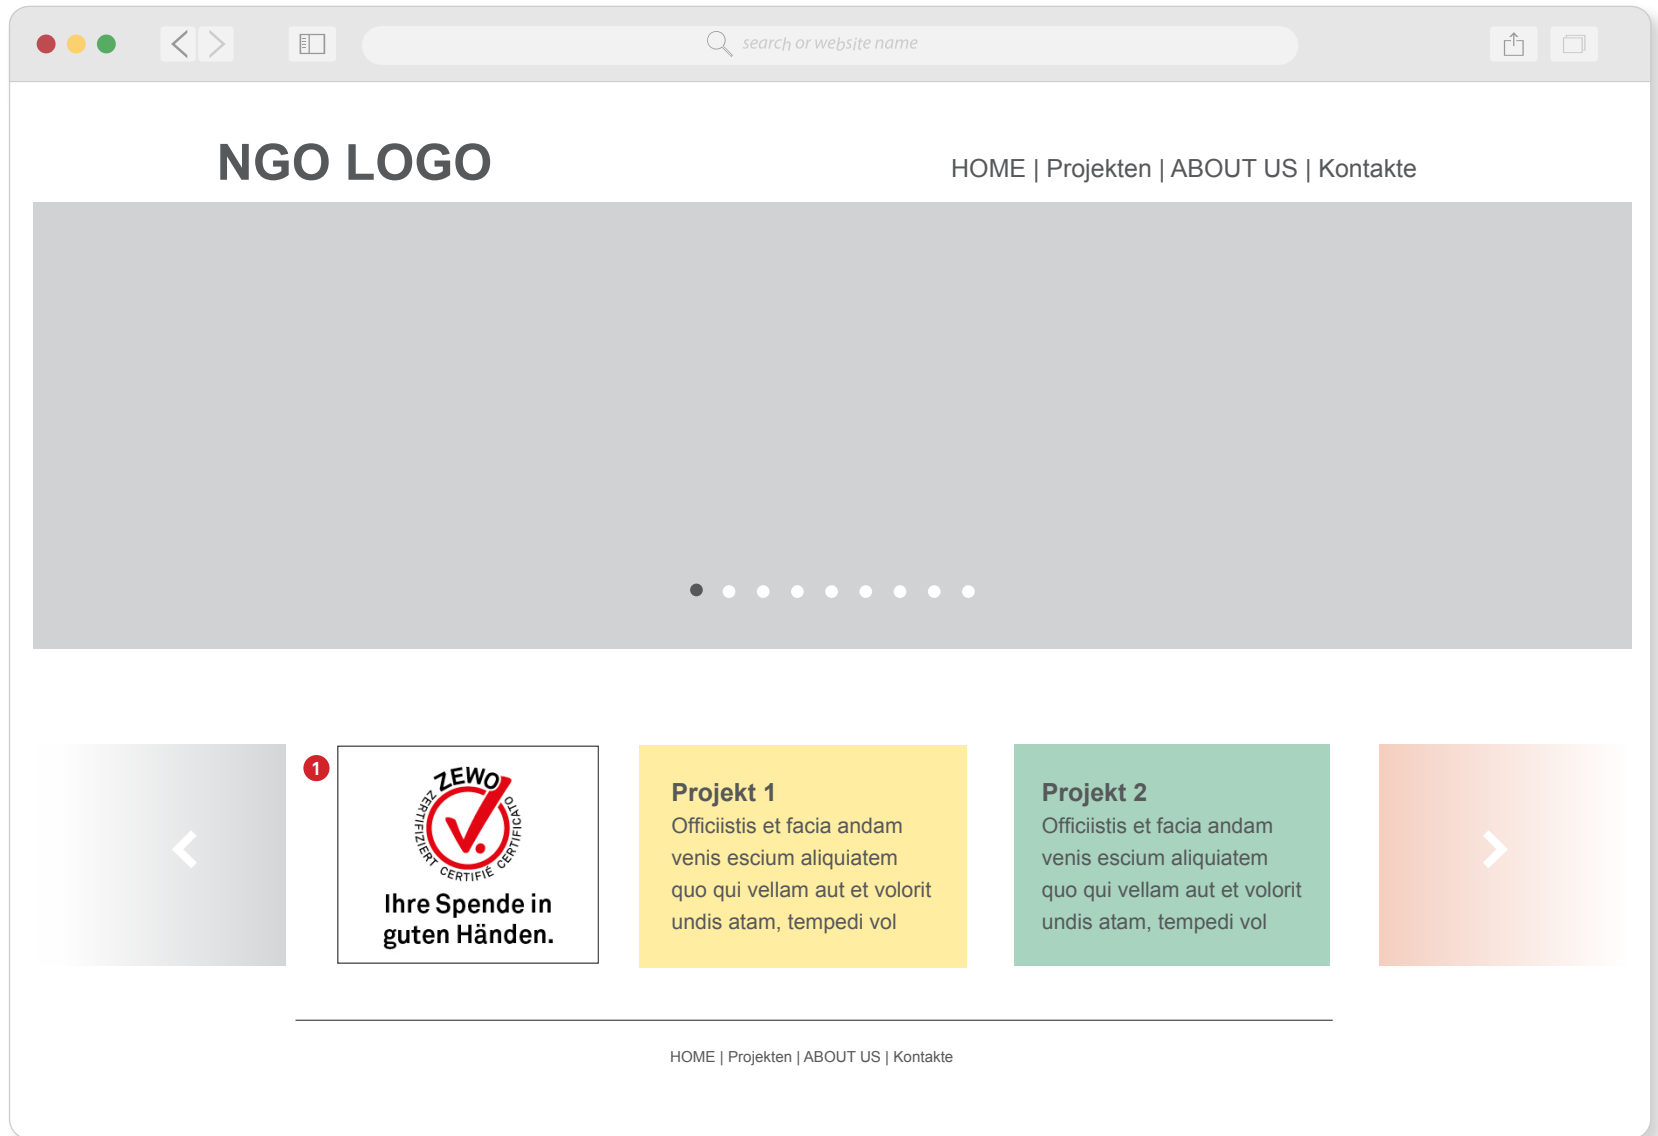 search or website name
NGO LOGO
HOME | Projekten | ABOUT US | Kontakte
1
ZEWO
ZERTIFIZIERT CERTIFIÉ CERTIFICATO
Ihre Spende in
guten Händen.
Projekt 1
Officiistis et facia andam
venis escium aliquiatem
quo qui vellam aut et volorit
undis atam, tempedi vol
Projekt 2
Officiistis et facia andam
venis escium aliquiatem
quo qui vellam aut et volorit
undis atam, tempedi vol
HOME | Projekten | ABOUT US | Kontakte